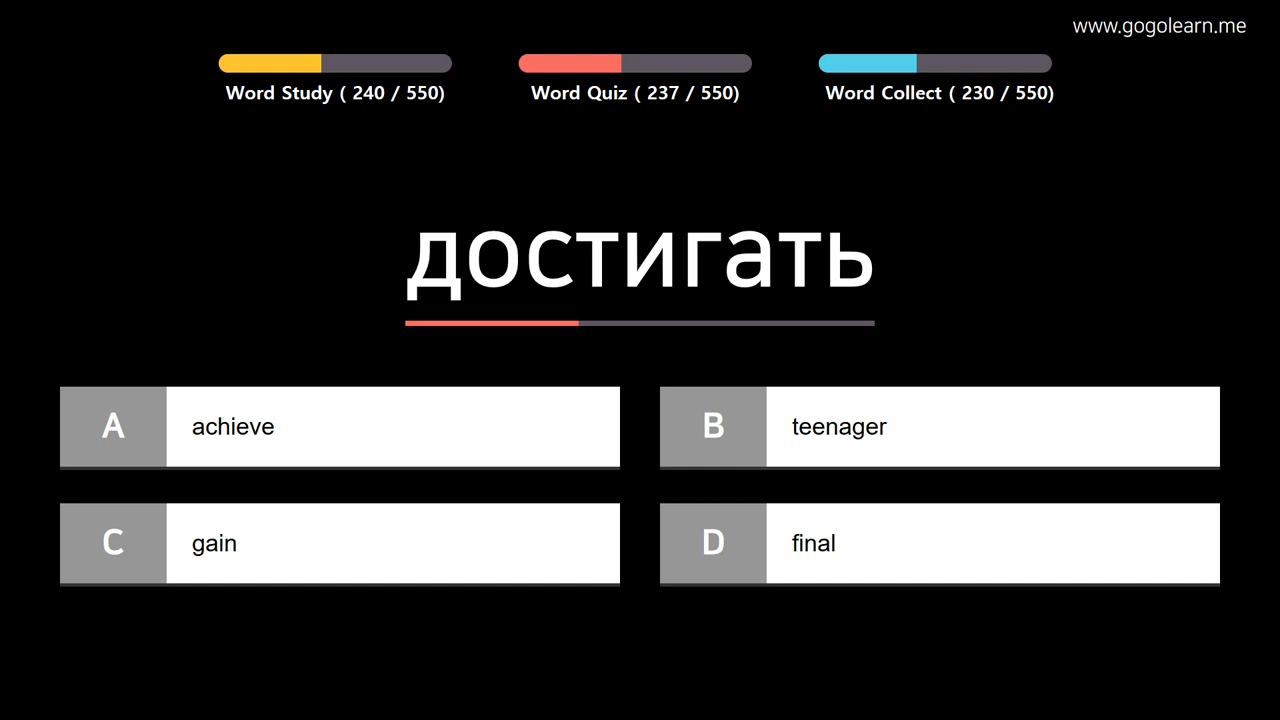 www.gogolearn.me
Word Study ( 240 / 550)
Word Quiz ( 237 / 550)
Word Collect ( 230 / 550)
достигать
A achieve
B teenager
C gain
D final